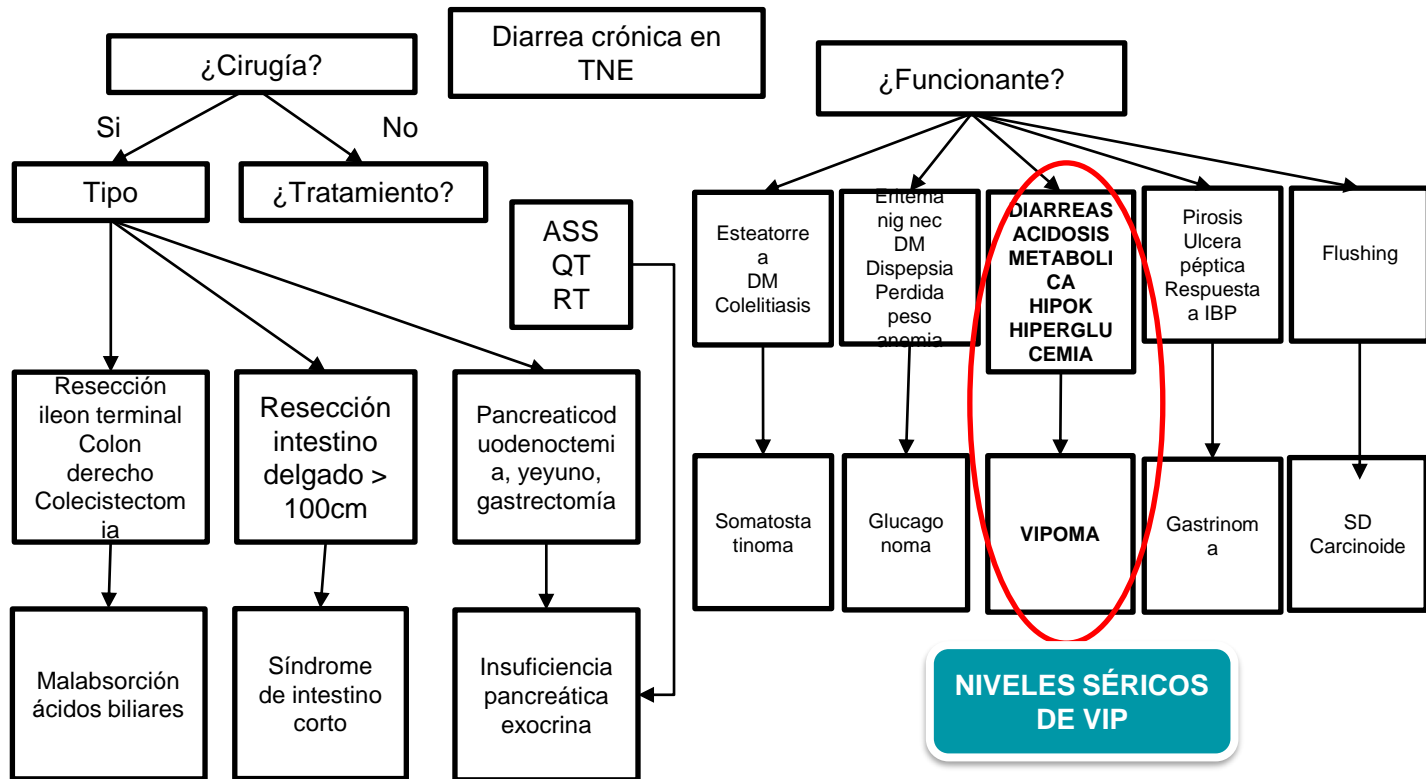 Diarrea crónica en
TNE
¿Cirugía?
Si
No
Tipo
¿Tratamiento?
ASS
QT
RT
Resección
ileon terminal
Colon
derecho
Colecistectom
ia
Resección
intestino
delgado >
100cm
Pancreaticod
uodenoctemi
a, yeyuno,
gastrectomía
Malabsorción
ácidos biliares
Síndrome
de intestino
corto
Insuficiencia
pancreática
exocrina
¿Funcionante?
Esteatorre
a
DM
Colelitiasis
Eritema
nig nec
DM
Dispepsia
Perdida
peso
anemia
DIARREAS
ACIDOSIS
METABOLI
CA
HIPOK
HIPERGLU
CEMIA
Pirosis
Ulcera
péptica
Respuesta
a IBP
Flushing
Somatosta
tinoma
Glucago
noma
VIPOMA
Gastrinom
a
SD
Carcinoide
NIVELES SÉRICOS
DE VIP